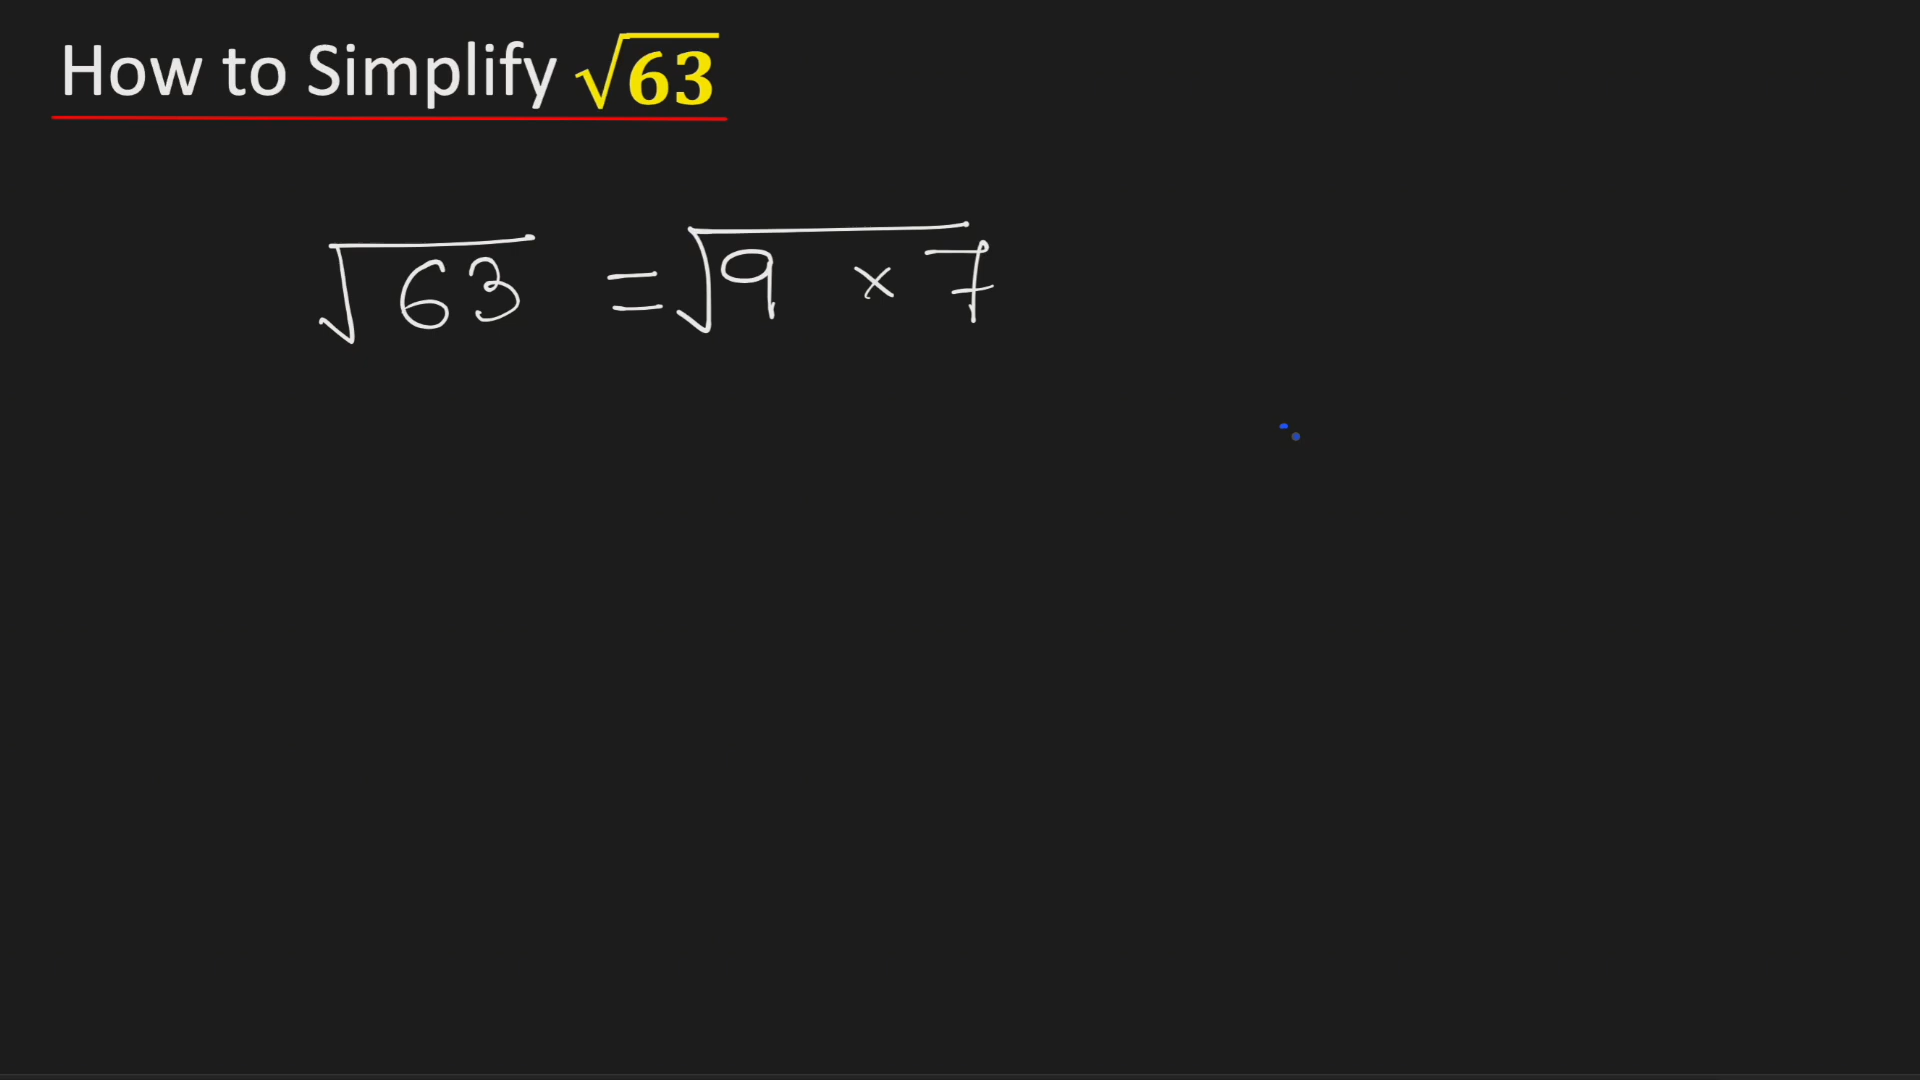 How to Simplify √63
√63 = √9 × 7